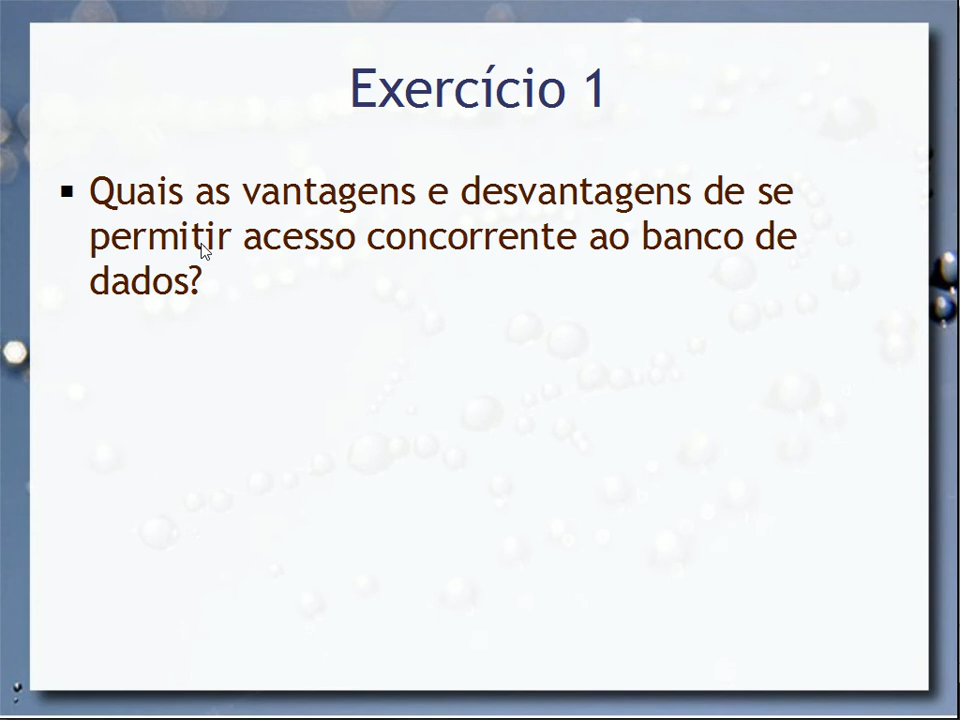 Exercício 1
▪ Quais as vantagens e desvantagens de se
permitir acesso concorrente ao banco de
dados?